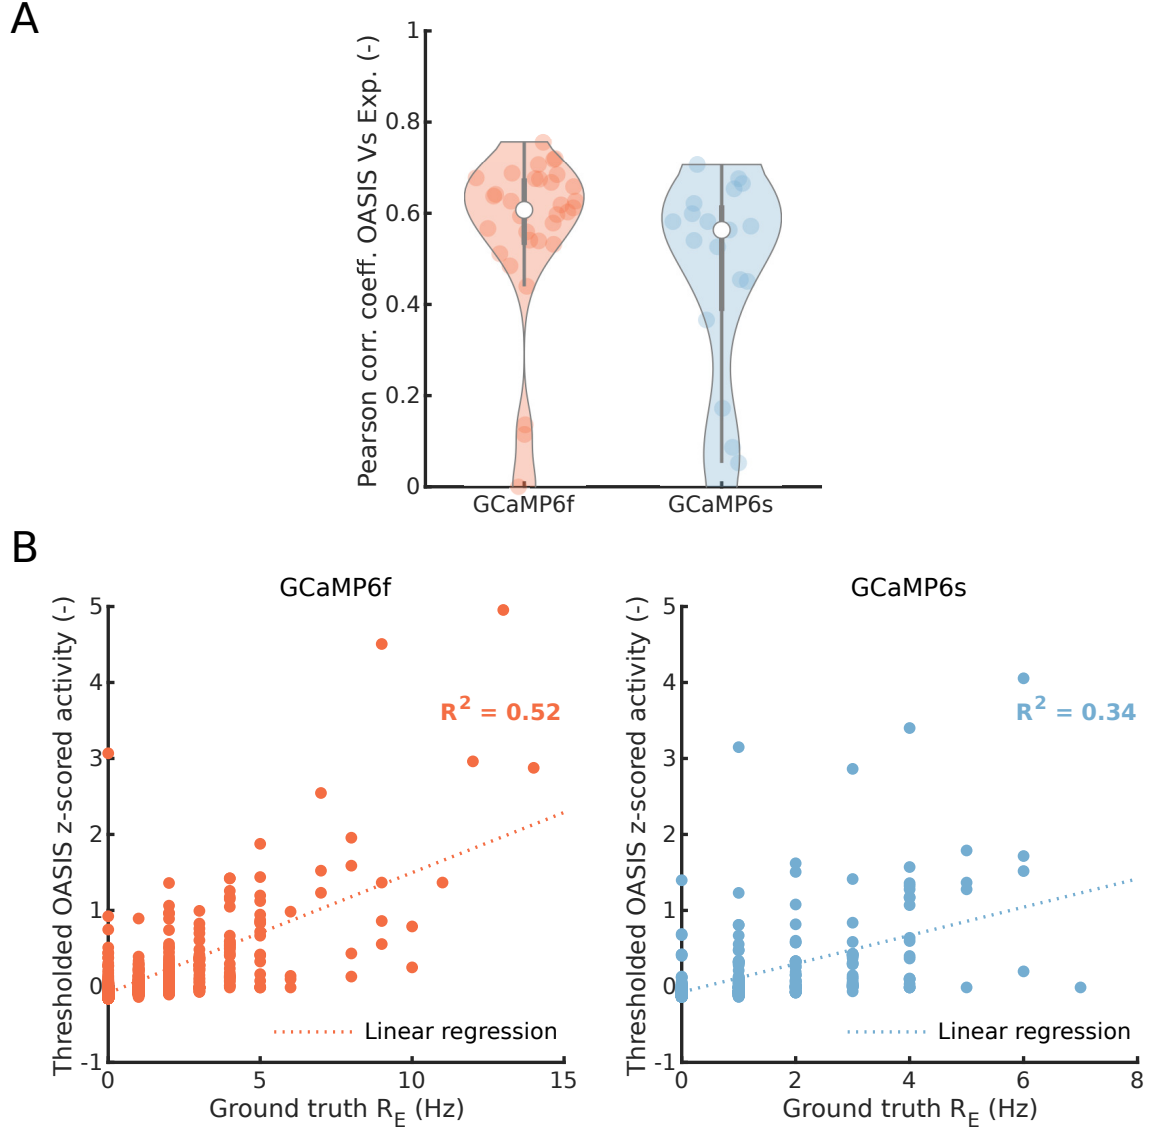 A
Pearson corr. coeff. OASIS Vs Exp. (-)
1
0.8
0.6
0.4
0.2
0
GCaMP6f GCaMP6s
B
GCaMP6f
Thresholded OASIS z-scored activity (-)
5
4
3
2
1
0
-1
R² = 0.52
Linear regression
0 5 10 15
Ground truth R_E (Hz)
GCaMP6s
Thresholded OASIS z-scored activity (-)
5
4
3
2
1
0
-1
R² = 0.34
Linear regression
0 2 4 6 8
Ground truth R_E (Hz)